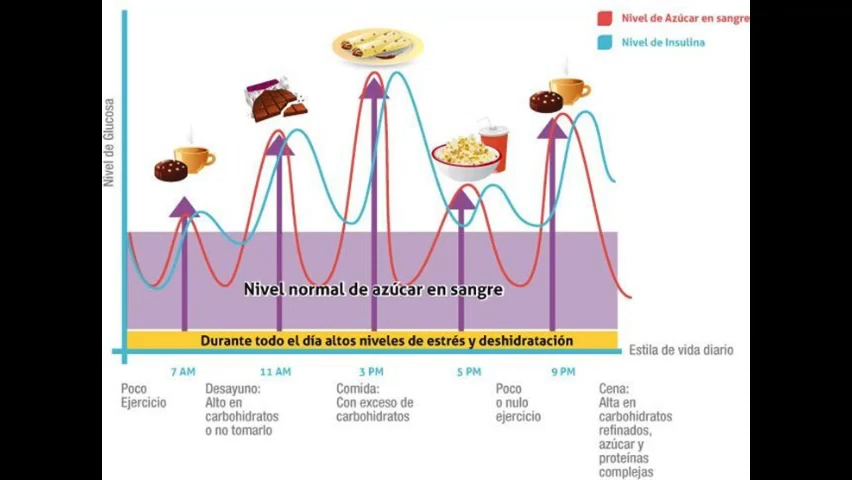 Nivel de Azúcar en sangre
Nivel de Insulina
Nivel de Glucosa
Nivel normal de azúcar en sangre
Durante todo el día altos niveles de estrés y deshidratación
Estila de vida diario
7 AM
11 AM
3 PM
5 PM
9 PM
Poco
Ejercicio
Desayuno:
Alto en
carbohidratos
o no tomarlo
Comida:
Con exceso de
carbohidratos
Poco
o nulo
ejercicio
Cena:
Alta en
carbohidratos
refinados,
azúcar y
proteínas
complejas